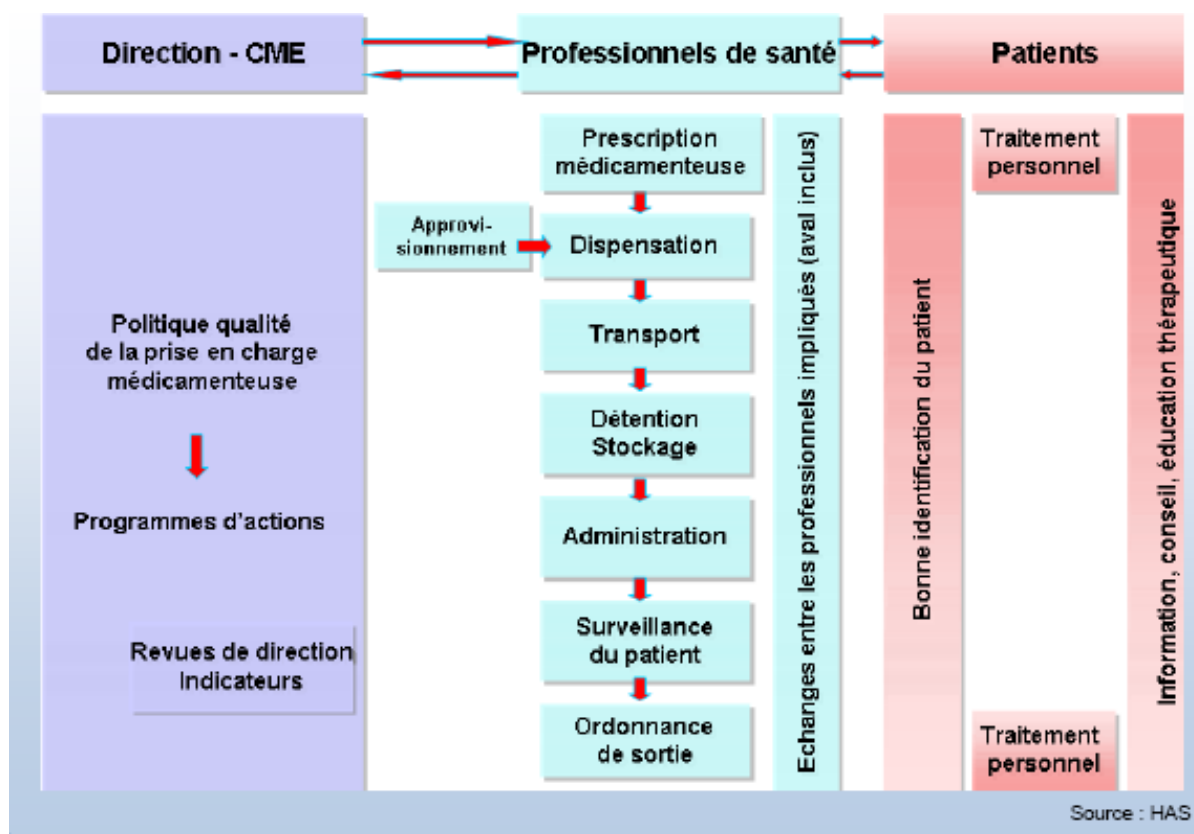 Direction - CME
Professionnels de santé
Patients
Politique qualité
de la prise en charge
médicamenteuse
Programmes d'actions
Revues de direction
Indicateurs
Approvi-
sionnement
Prescription
médicamenteuse
Dispensation
Transport
Détention
Stockage
Administration
Surveillance
du patient
Ordonnance
de sortie
Echanges entre les professionnels impliqués (aval inclus)
Bonne identification du patient
Traitement
personnel
Traitement
personnel
Information, conseil, éducation thérapeutique
Source : HAS